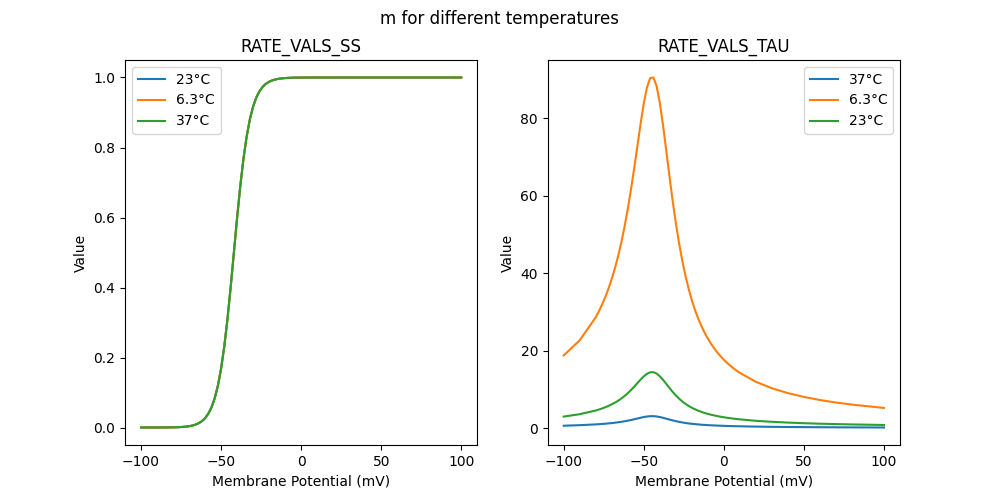 m for different temperatures
RATE_VALS_SS
1.0
0.8
0.6
0.4
0.2
0.0
Value
−100
−50
0
50
100
Membrane Potential (mV)
23°C
6.3°C
37°C
RATE_VALS_TAU
80
60
40
20
0
Value
−100
−50
0
50
100
Membrane Potential (mV)
37°C
6.3°C
23°C